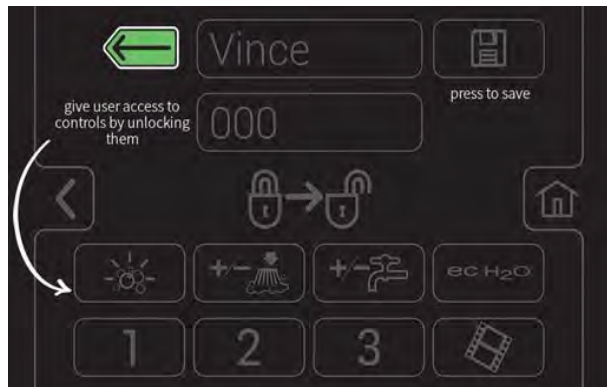 Vince
press to save
give user access to
controls by unlocking
them
000
+/- +/- ec H2O
1 2 3